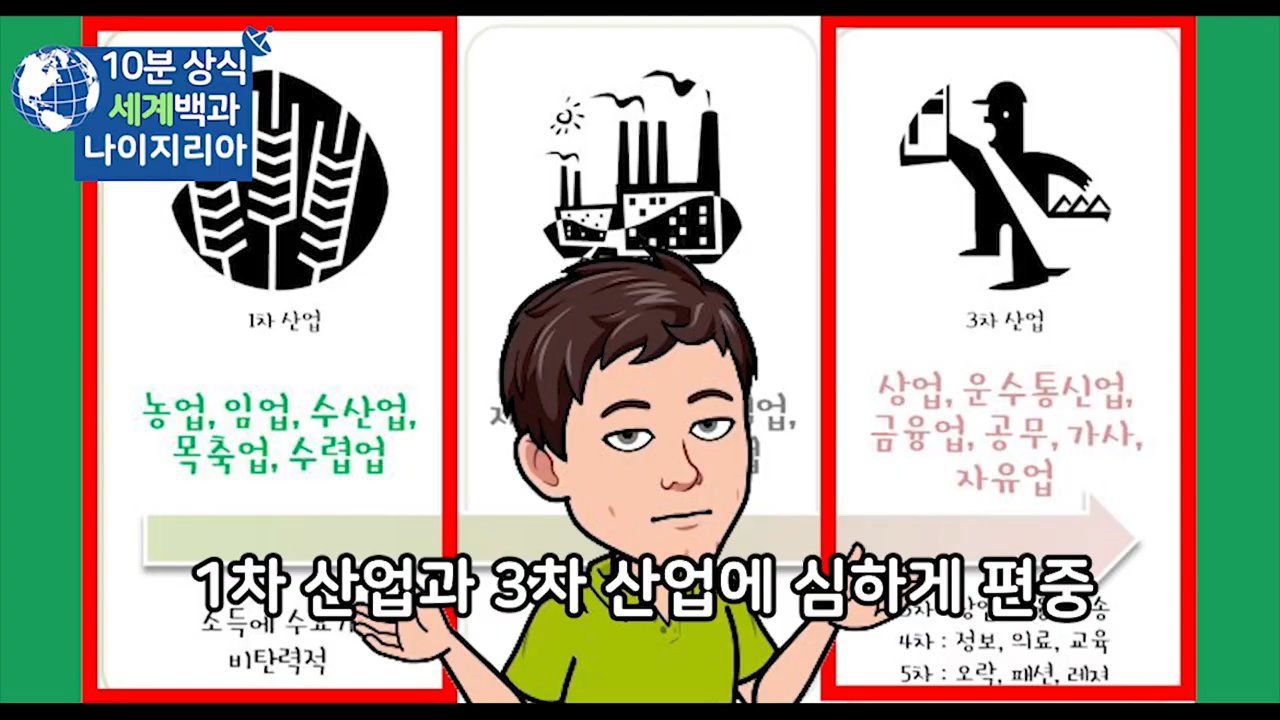 10분 상식
세계백과
나이지리아
1차 산업
농업, 임업, 수산업,
목축업, 수렵업
3차 산업
상업, 운수통신업,
금융업, 공무, 가사,
자유업
1차 산업과 3차 산업에 심하게 편중
소득에
비탄력적
4차 : 정보, 의료, 교육
5차 : 오락, 패션, 레져